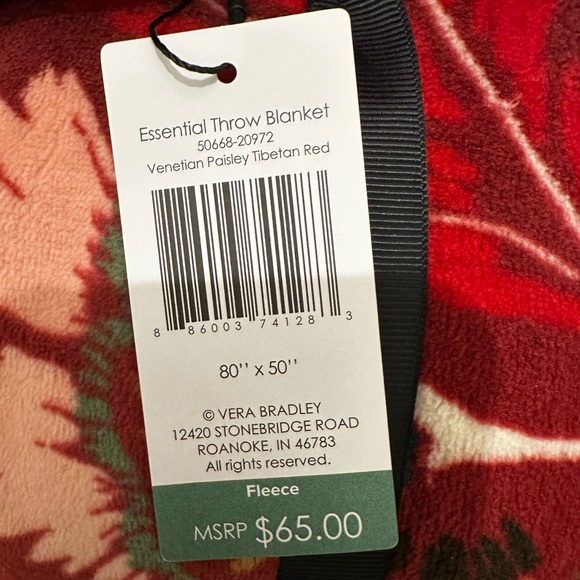 Essential Throw Blanket
50668-20972
Venetian Paisley Tibetan Red
8 86003 74128 3
80'' x 50''
© VERA BRADLEY
12420 STONEBRIDGE ROAD
ROANOKE, IN 46783
All rights reserved.
Fleece
MSRP $65.00